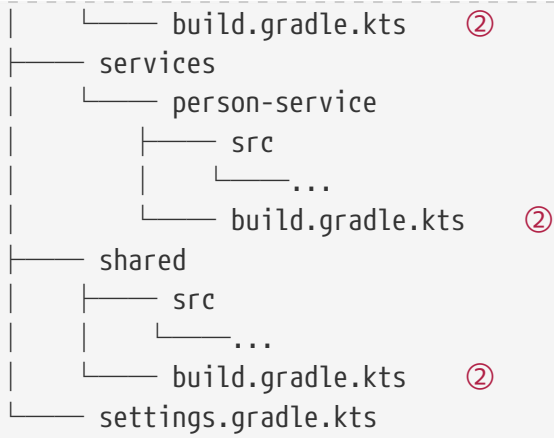 │   └── build.gradle.kts ②
├── services
│   └── person-service
│       ├── src
│       │   └──...
│       └── build.gradle.kts ②
├── shared
│   ├── src
│   │   └──...
│   └── build.gradle.kts ②
└── settings.gradle.kts